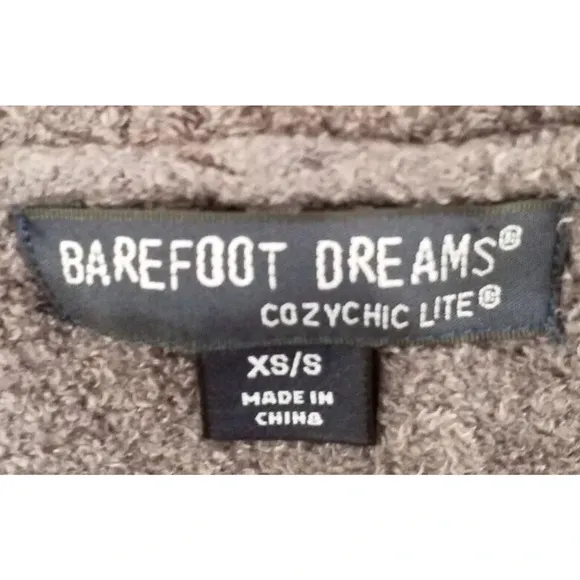 BAREFOOT DREAMS®
COZYCHIC LITE®
XS/S
MADE IN
CHINA